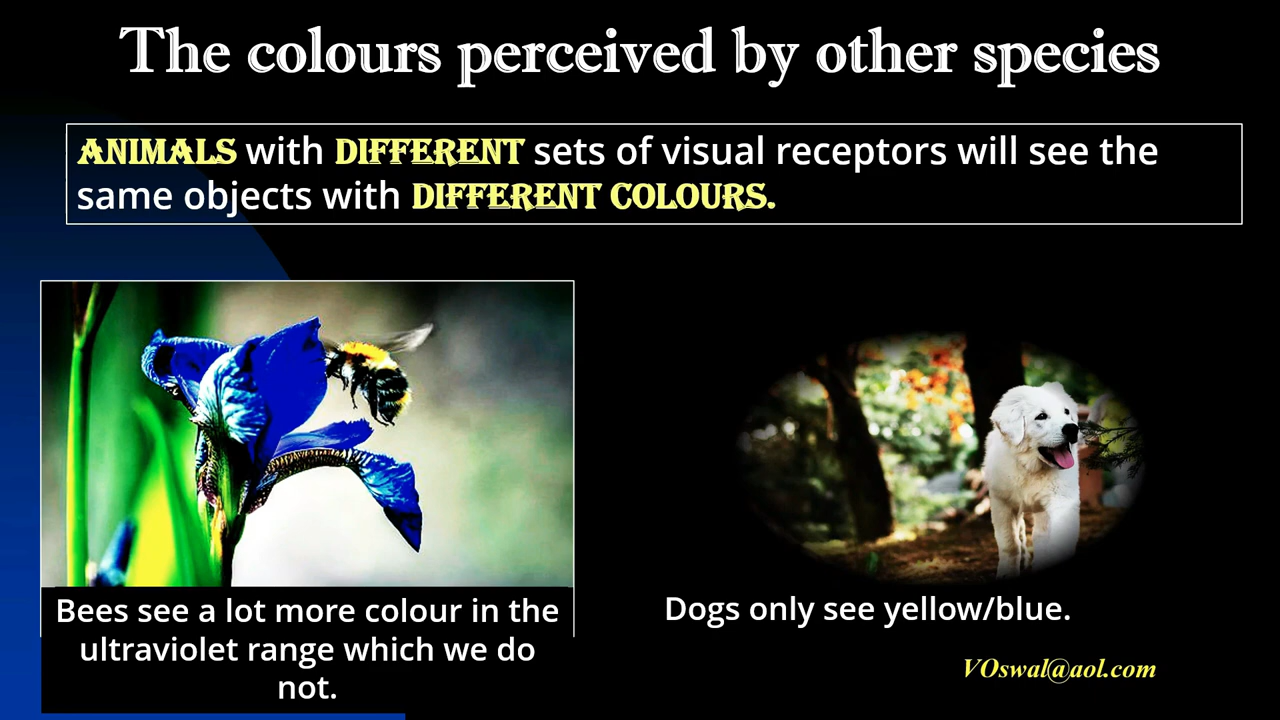 The colours perceived by other species
ANIMALS with DIFFERENT sets of visual receptors will see the
same objects with DIFFERENT COLOURS.
Bees see a lot more colour in the
ultraviolet range which we do
not.
Dogs only see yellow/blue.
VOswal@aol.com